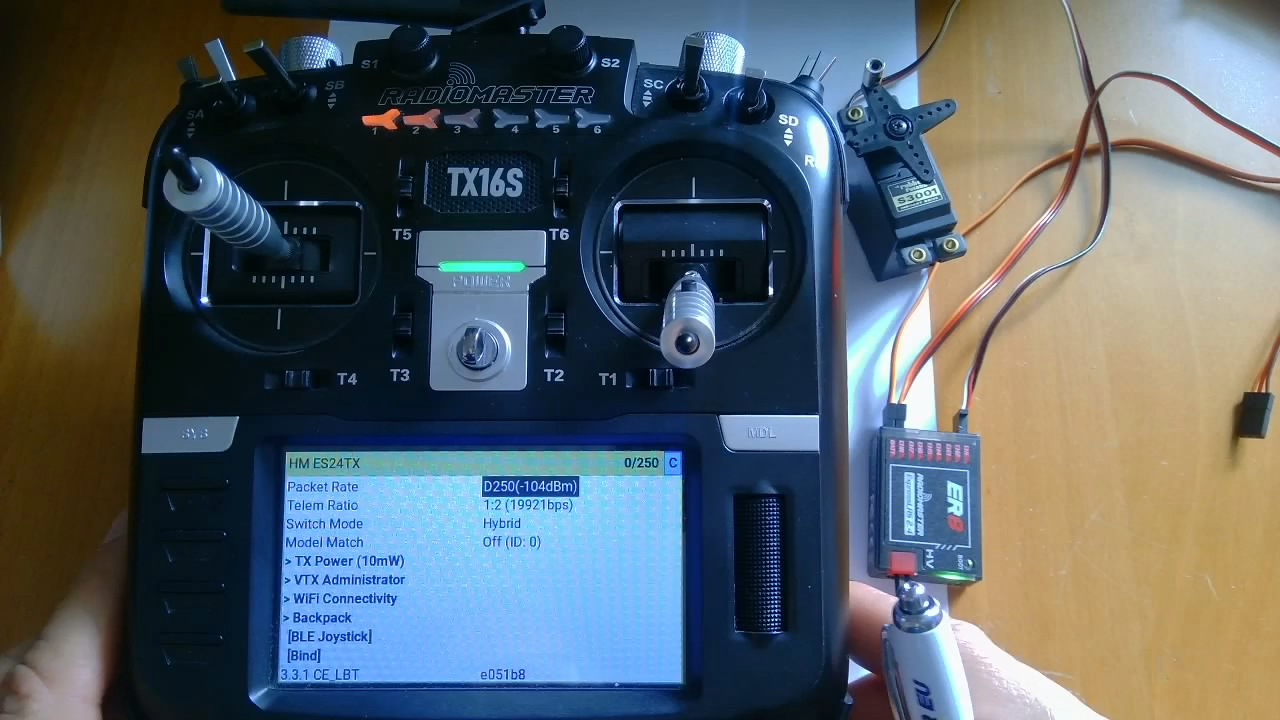 S1
S2
SB
SC
SA
SD
RADIOMASTER
1 2 3 4 5 6
TX16S
T5
T6
POWER
T4
T3
T2
T1
SYS
MDL
HM ES24TX 0/250 C
Packet Rate D250(-104dBm)
Telem Ratio 1:2 (19921bps)
Switch Mode Hybrid
Model Match Off (ID: 0)
> TX Power (10mW)
> VTX Administrator
> WiFi Connectivity
> Backpack
[BLE Joystick]
[Bind]
3.3.1 CE_LBT e051b8
S3001
ER8
RADIOMASTER
HV
EU